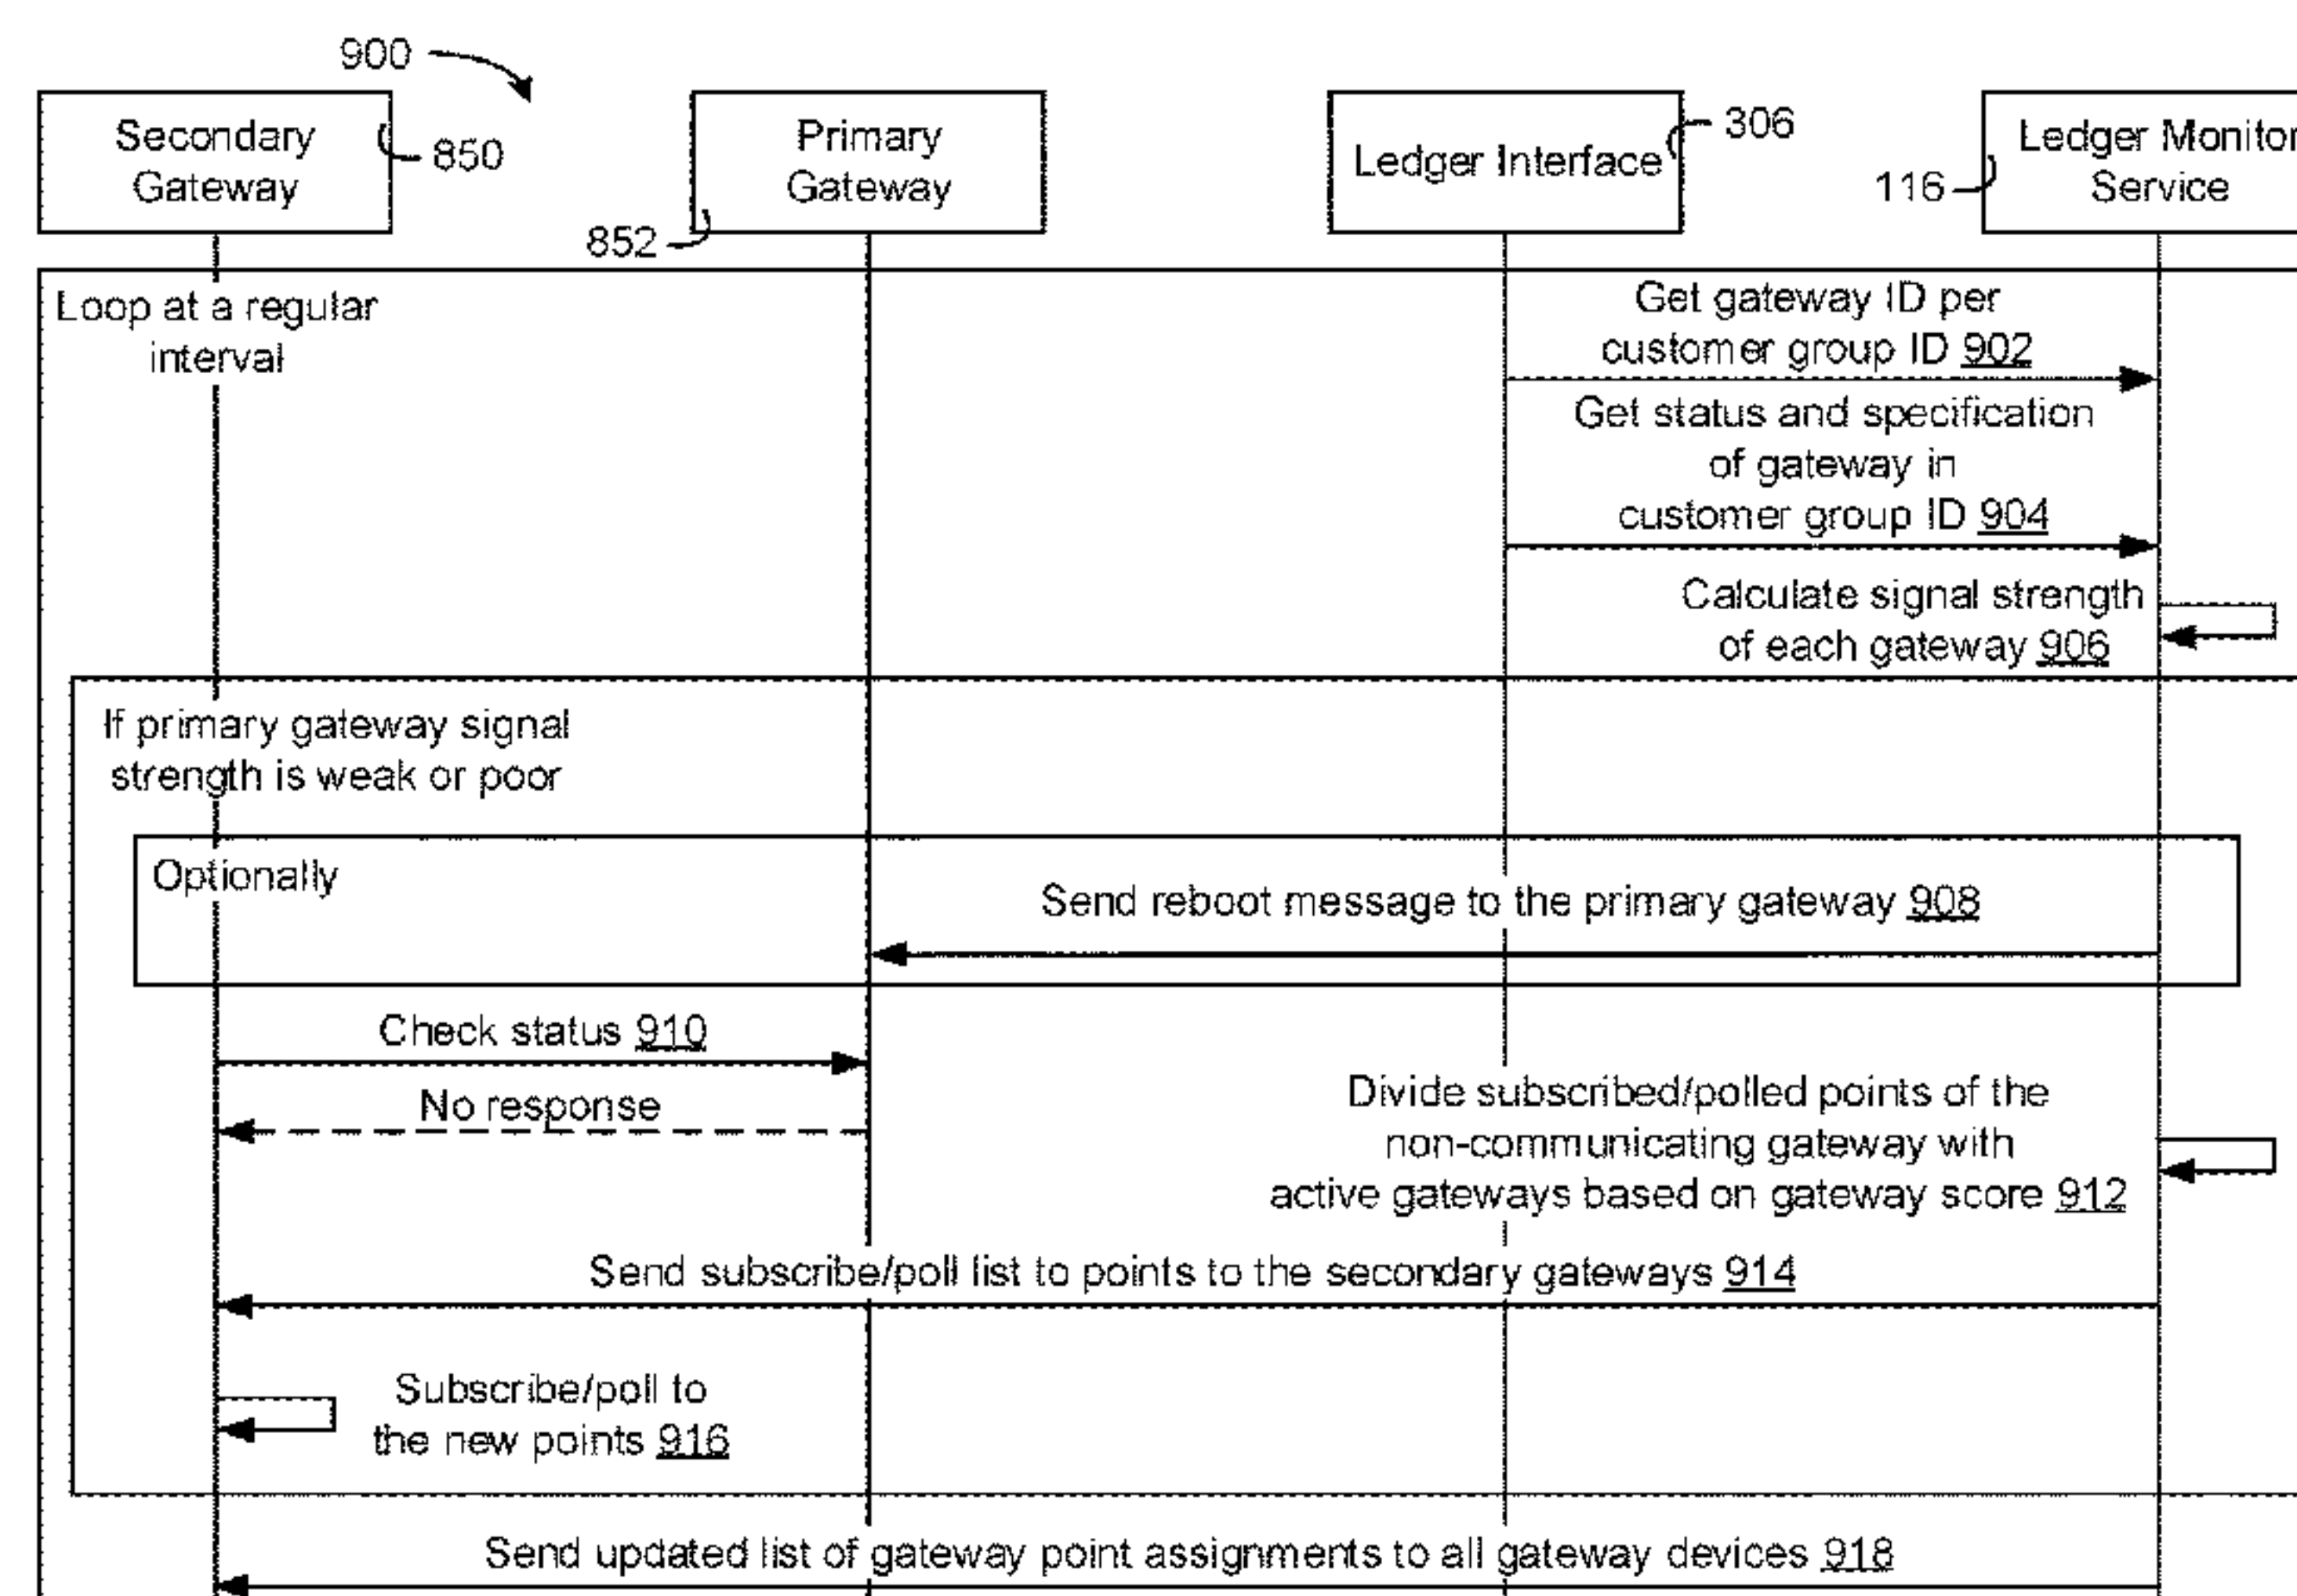 900
Secondary
Gateway
850
Primary
Gateway
852
Ledger Interface
306
Ledger Monitor
Service
116
Loop at a regular
interval
Get gateway ID per
customer group ID 902
Get status and specification
of gateway in
customer group ID 904
Calculate signal strength
of each gateway 906
If primary gateway signal
strength is weak or poor
Optionally
Send reboot message to the primary gateway 908
Check status 910
No response
Divide subscribed/polled points of the
non-communicating gateway with
active gateways based on gateway score 912
Send subscribe/poll list to points to the secondary gateways 914
Subscribe/poll to
the new points 916
Send updated list of gateway point assignments to all gateway devices 918